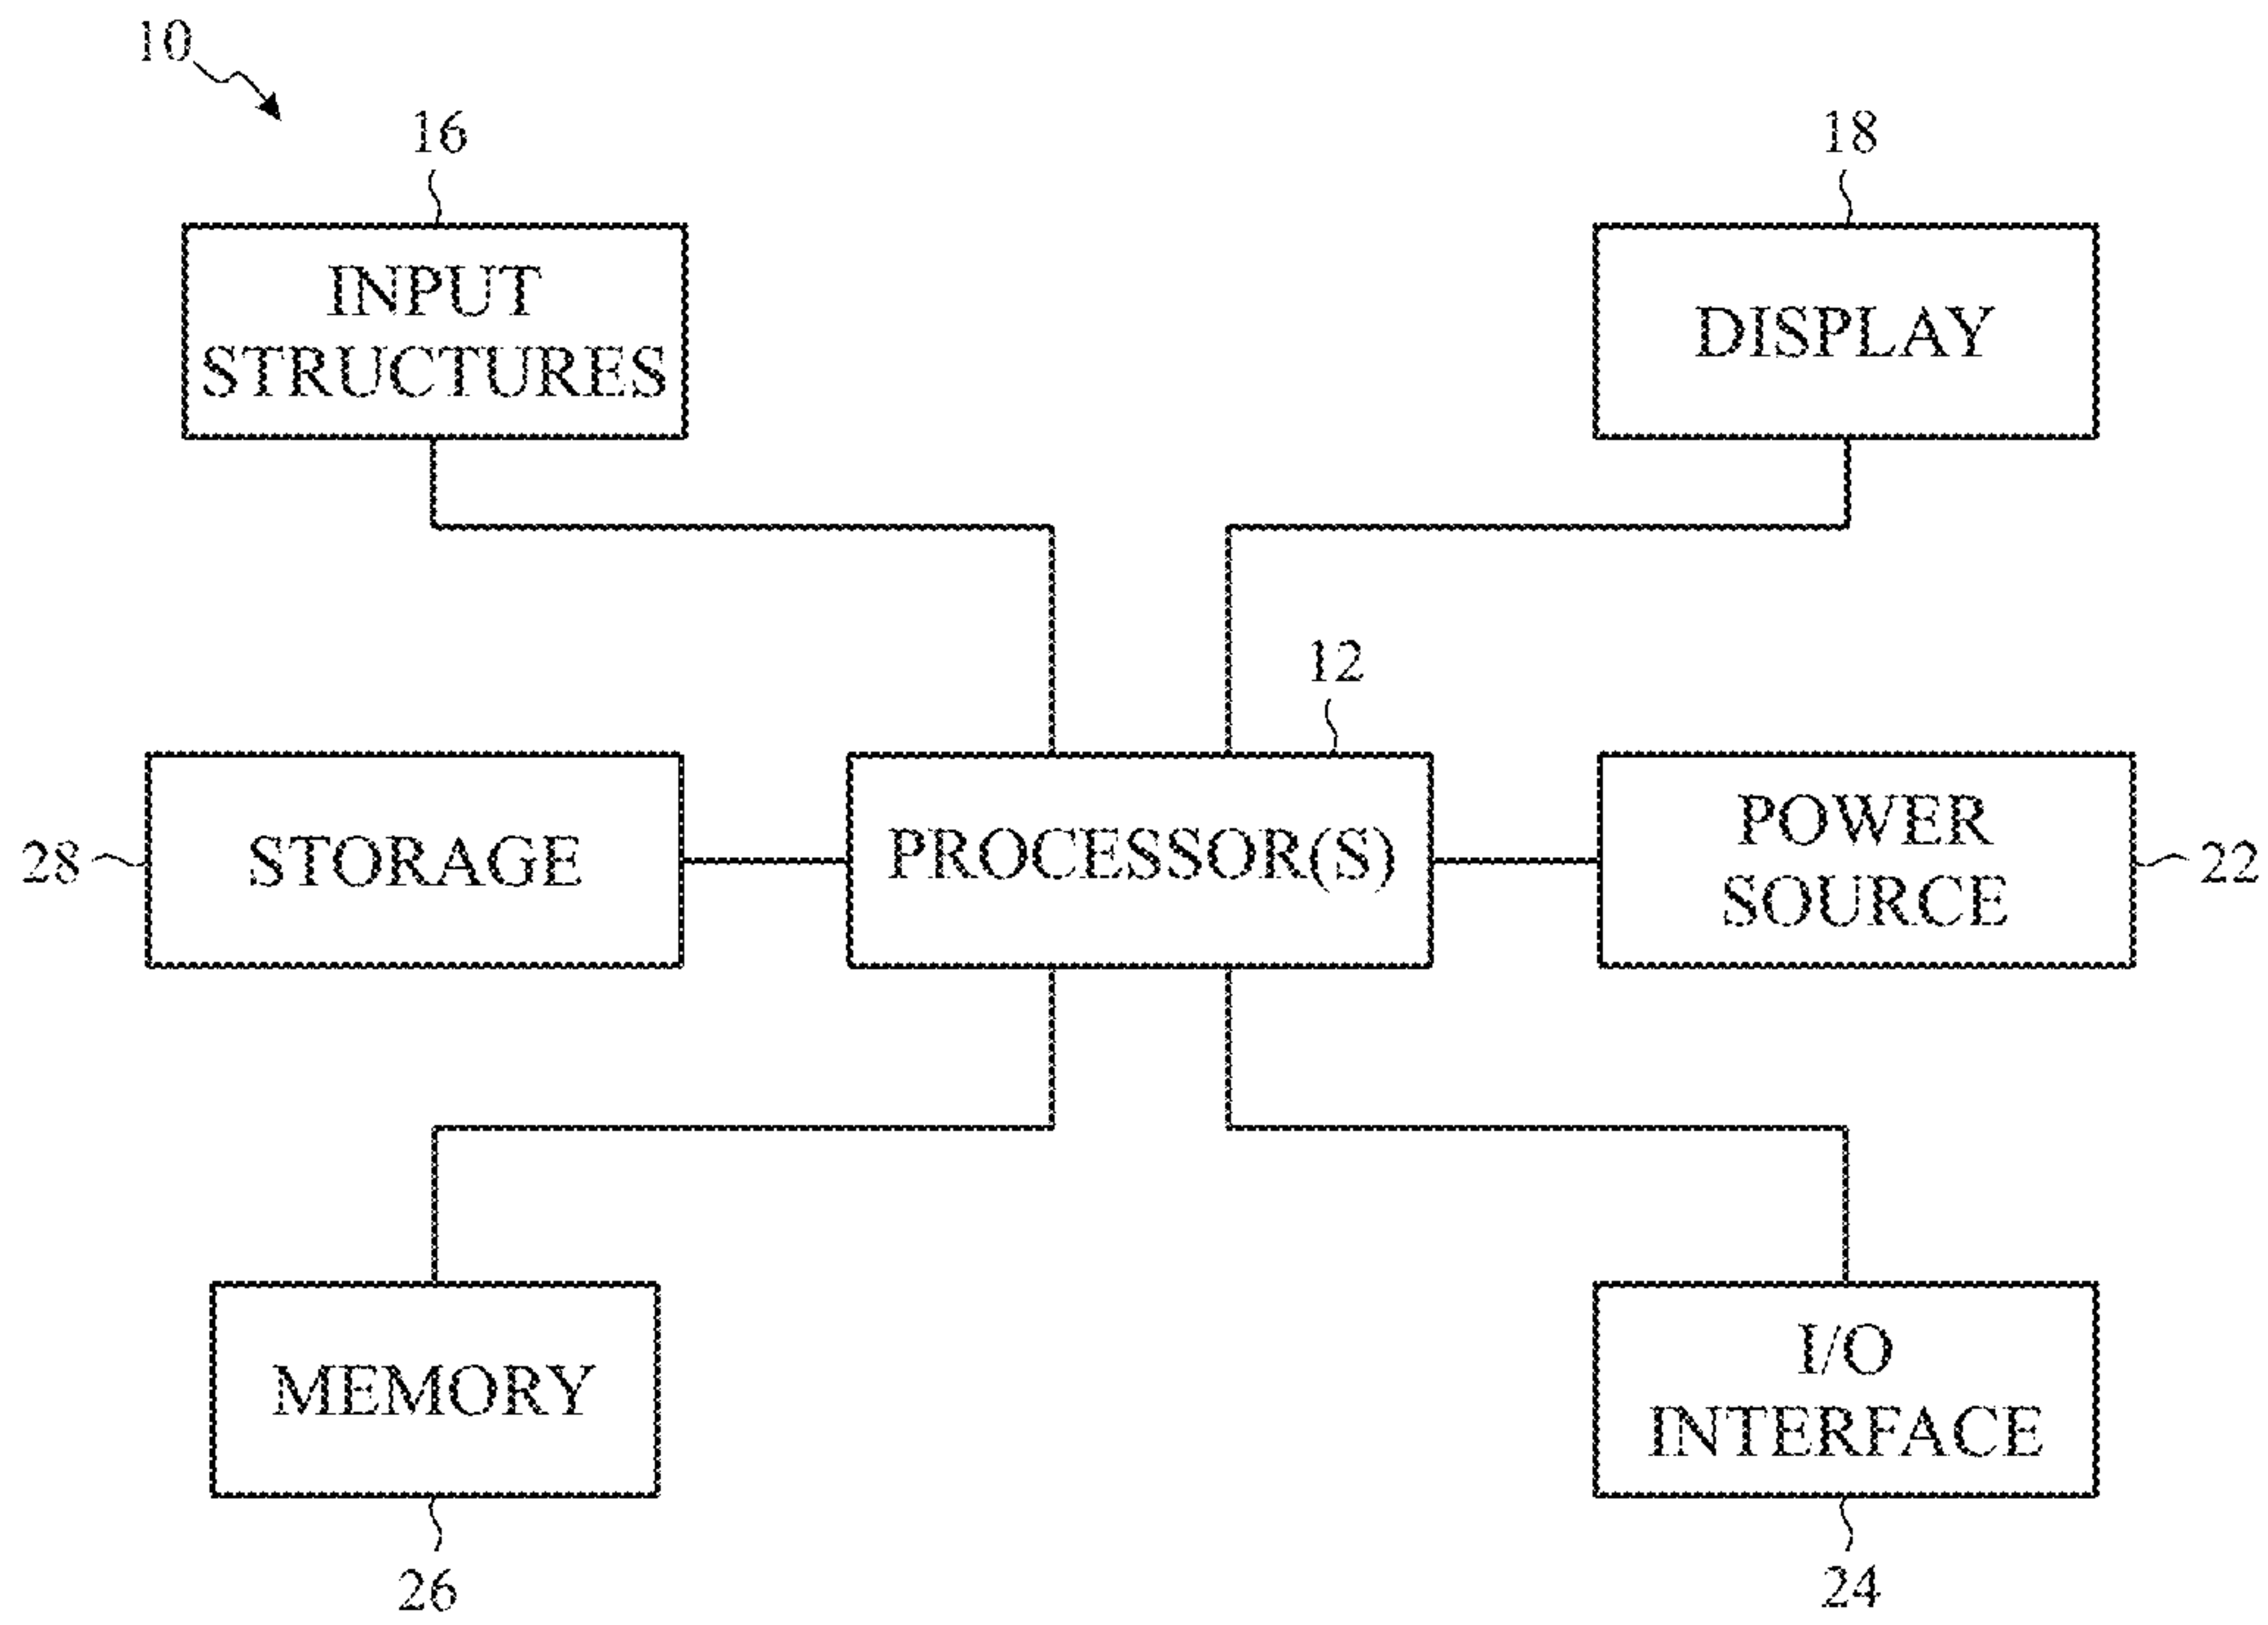 10
16
18
INPUT
STRUCTURES
DISPLAY
12
28
STORAGE
PROCESSOR(S)
POWER
SOURCE
22
MEMORY
I/O
INTERFACE
26
24